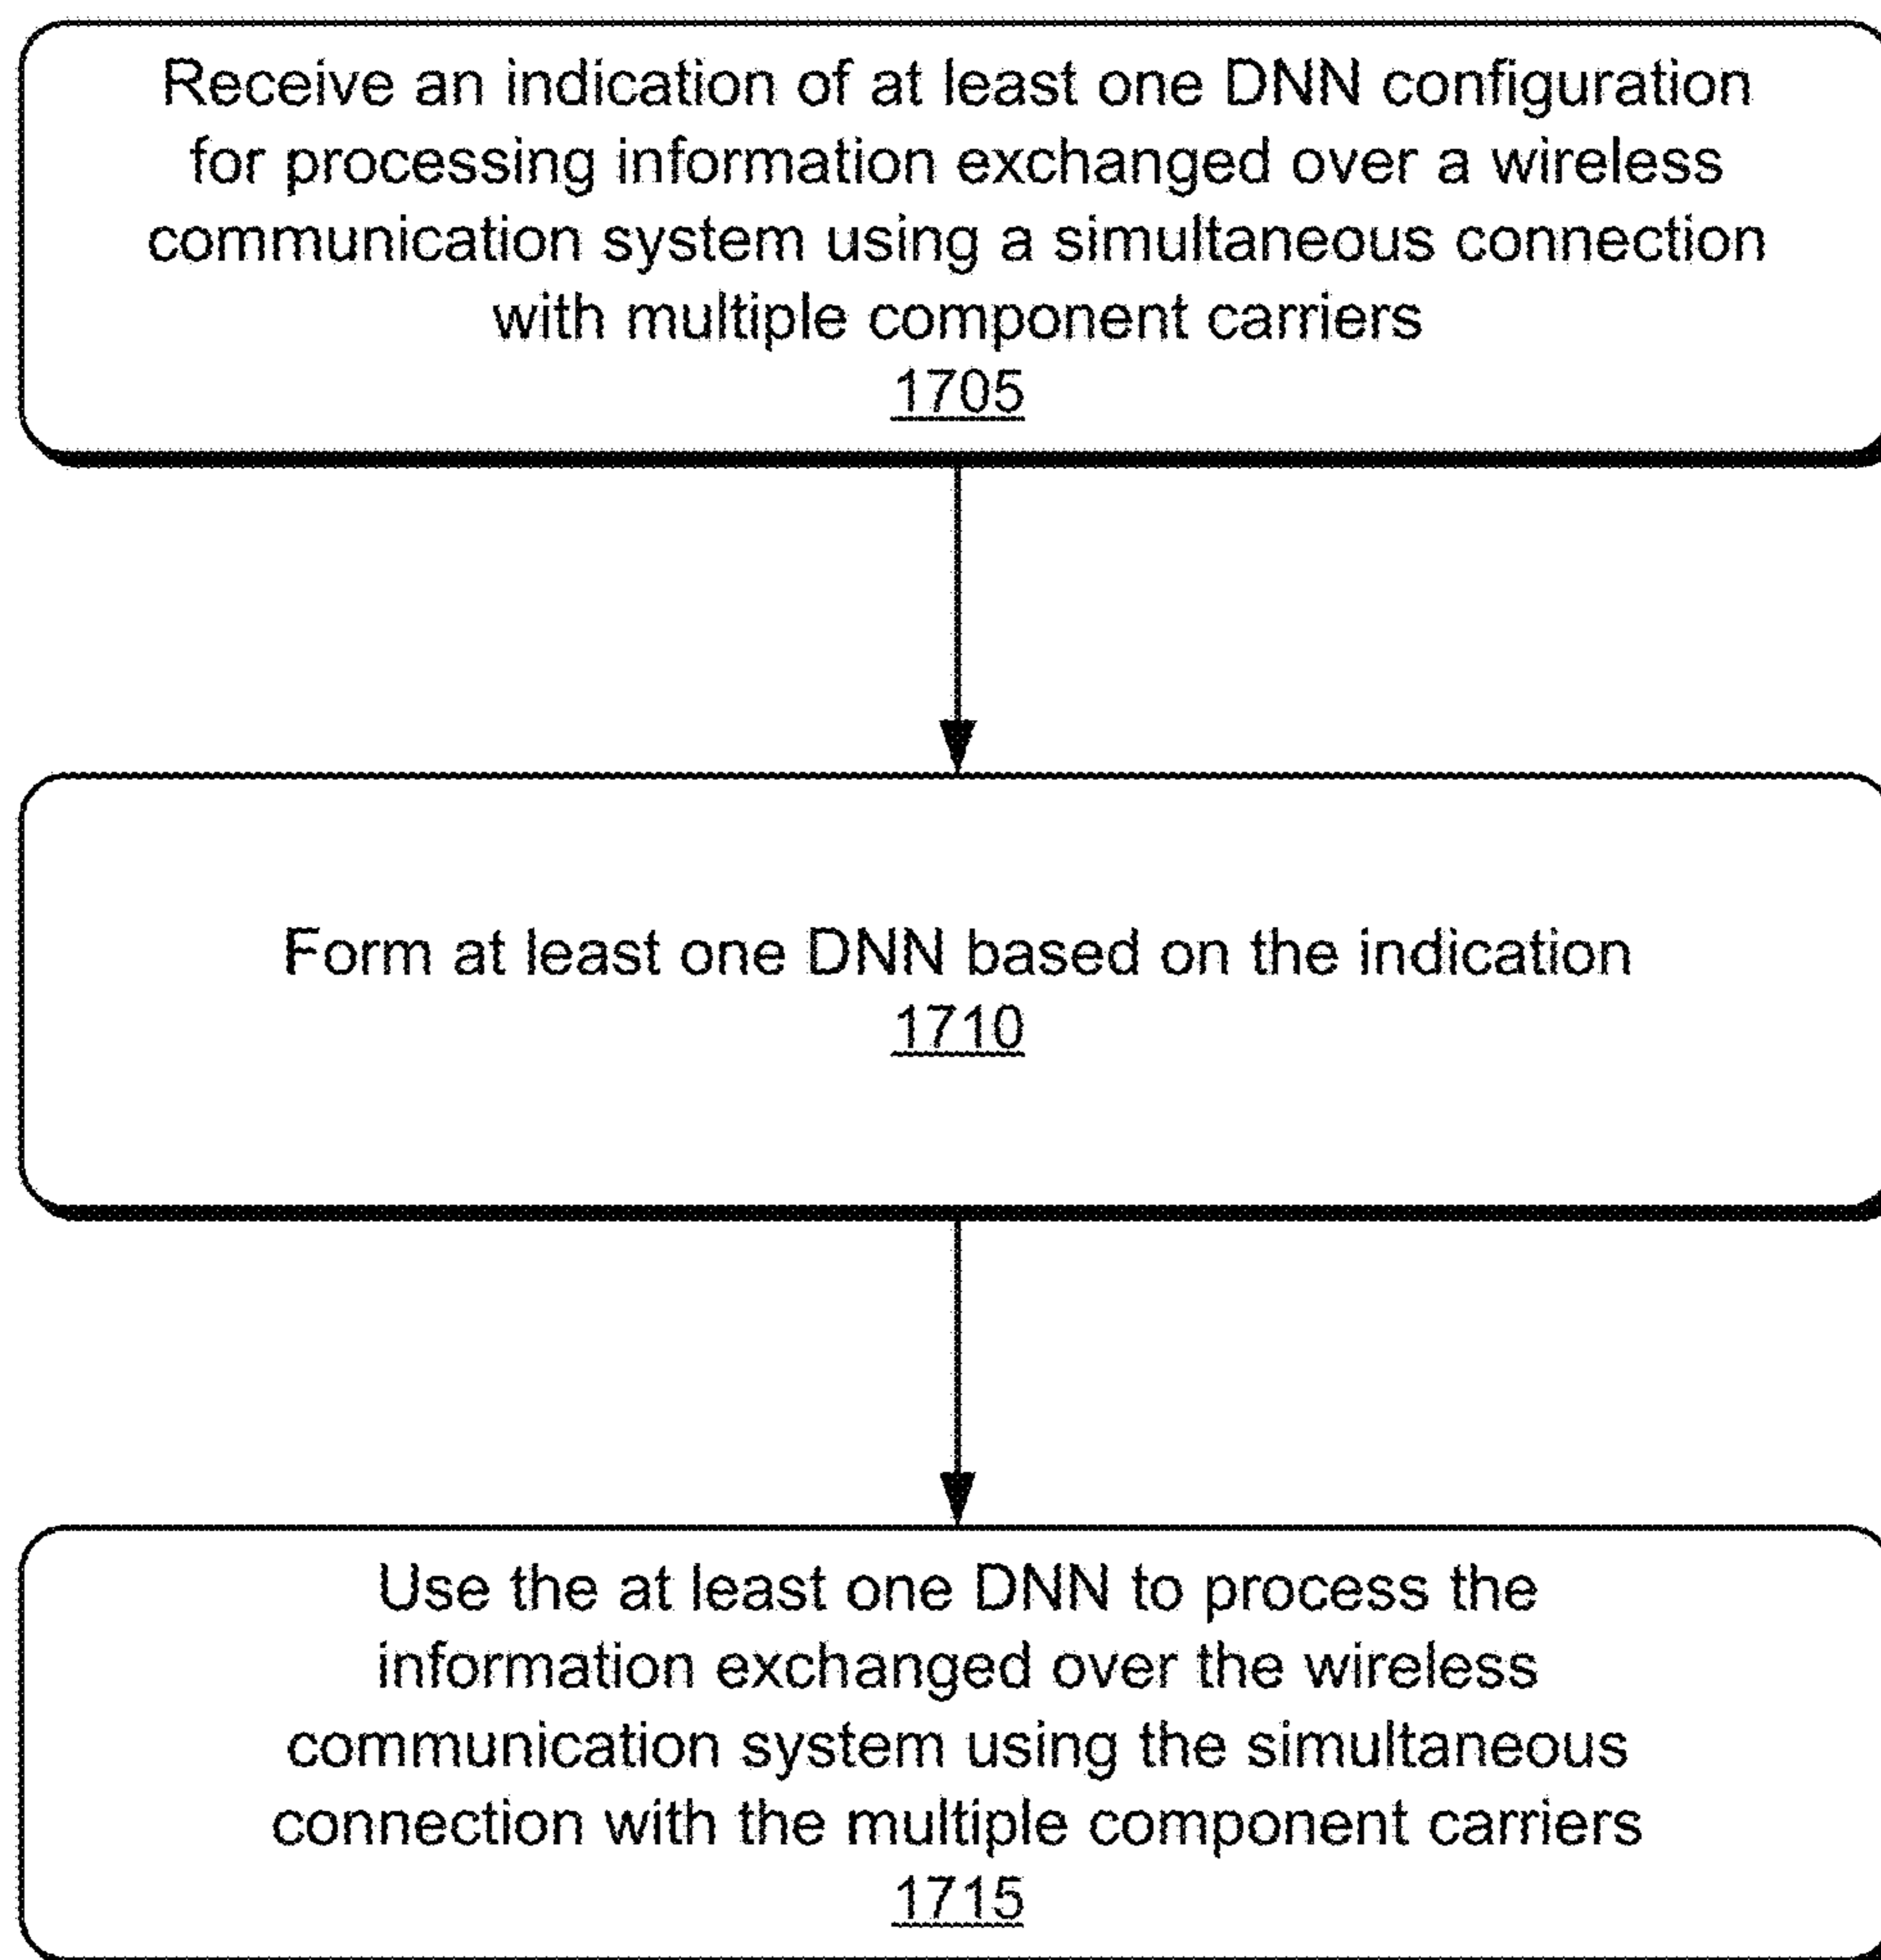 Receive an indication of at least one DNN configuration
for processing information exchanged over a wireless
communication system using a simultaneous connection
with multiple component carriers
1705
Form at least one DNN based on the indication
1710
Use the at least one DNN to process the
information exchanged over the wireless
communication system using the simultaneous
connection with the multiple component carriers
1715